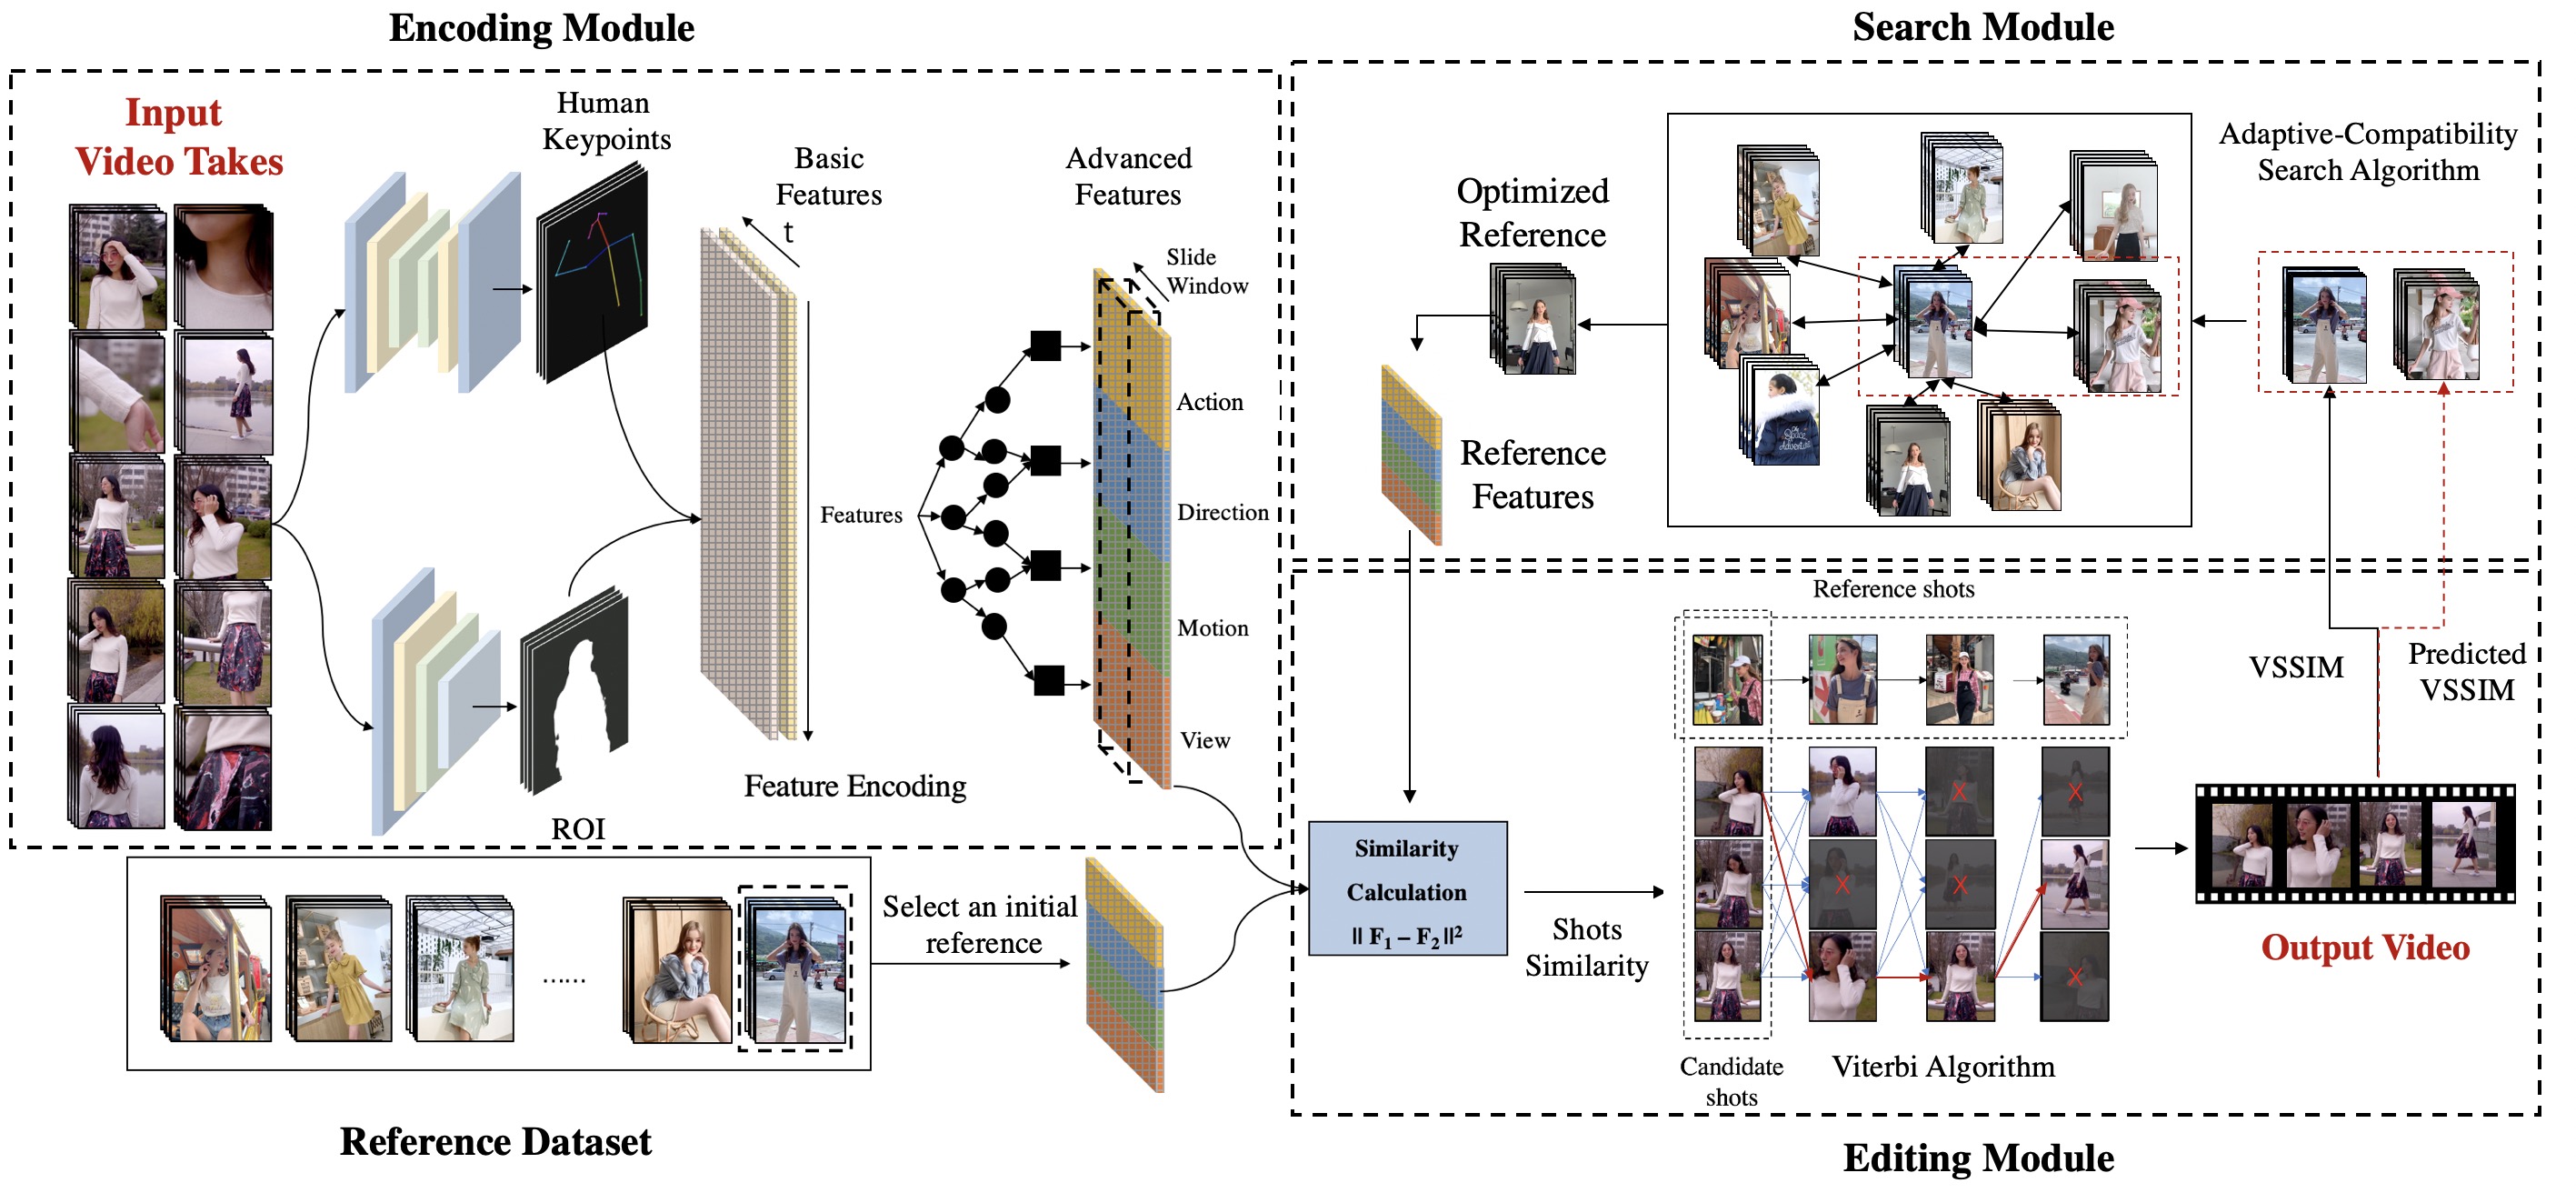 Encoding Module
Input
Video Takes
Human
Keypoints
Basic
Features
t
Advanced
Features
Slide
Window
Features
Action
Direction
Motion
View
Feature Encoding
ROI
Select an initial
reference
......
Reference Dataset
Search Module
Adaptive-Compatibility
Search Algorithm
Optimized
Reference
Reference
Features
VSSIM
Predicted
VSSIM
Reference shots
Similarity
Calculation
|| F₁ – F₂ ||²
Shots
Similarity
X
X
X
X
X
Candidate
shots
Viterbi Algorithm
Output Video
Editing Module